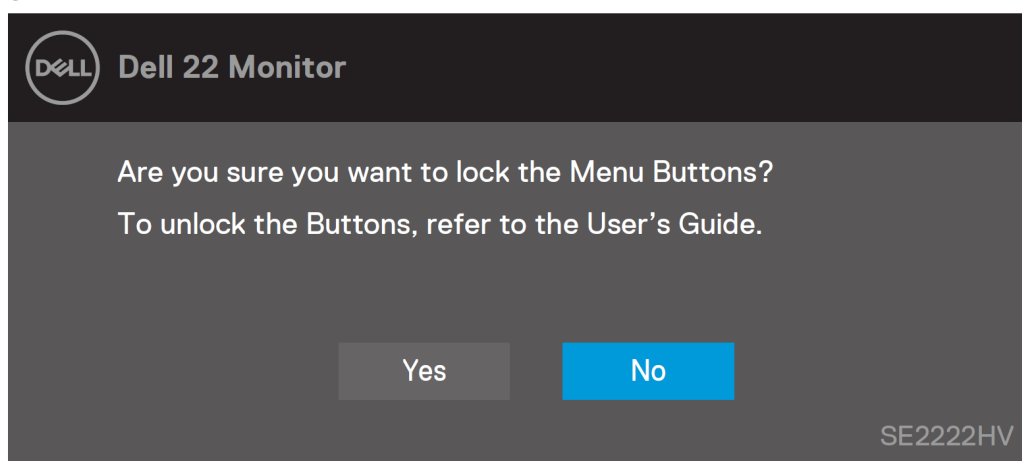 DELL Dell 22 Monitor
Are you sure you want to lock the Menu Buttons?
To unlock the Buttons, refer to the User’s Guide.
Yes No
SE2222HV